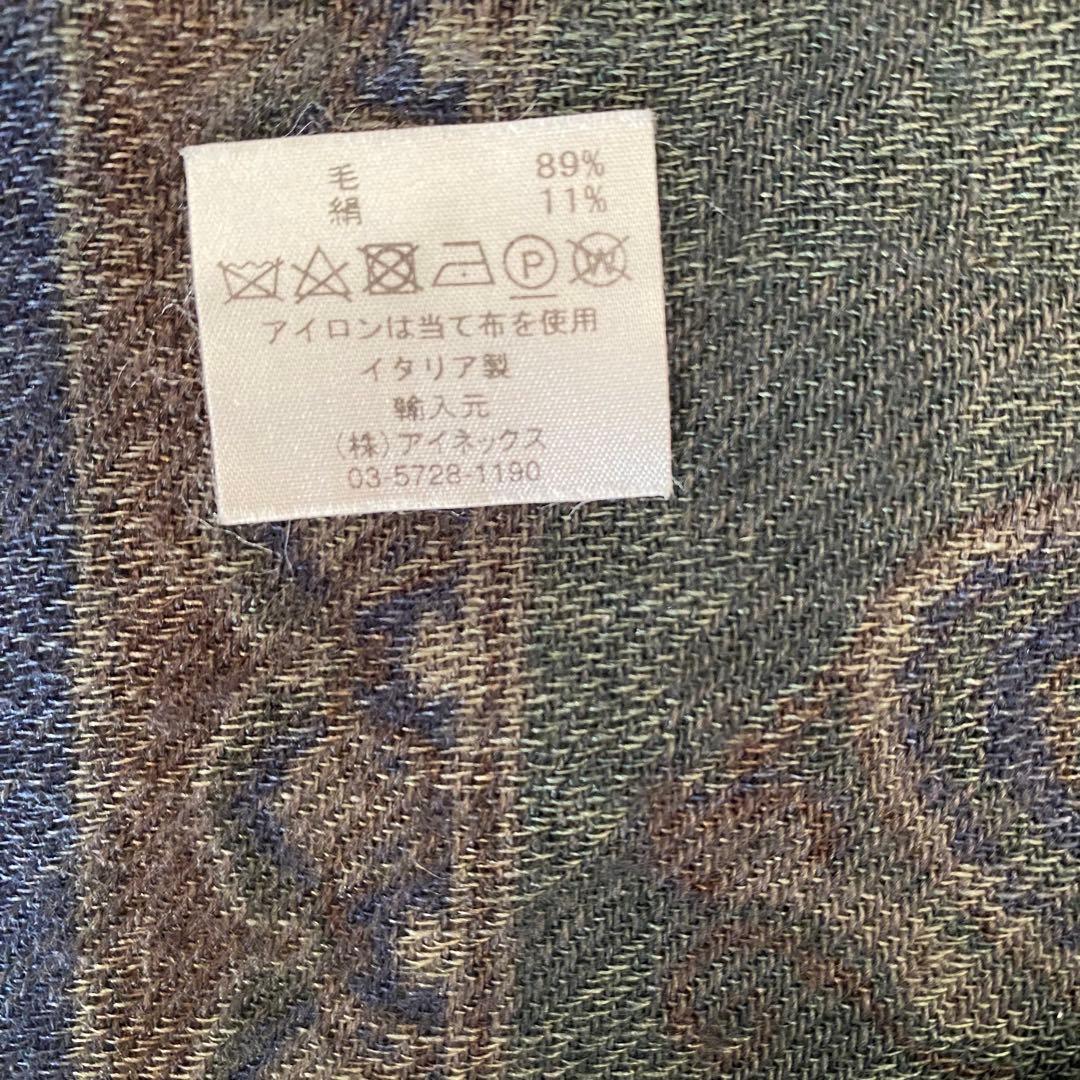 毛 89%
絹 11%
P W
アイロンは当て布を使用
イタリア製
輸入元
(株)アイネックス
03-5728-1190